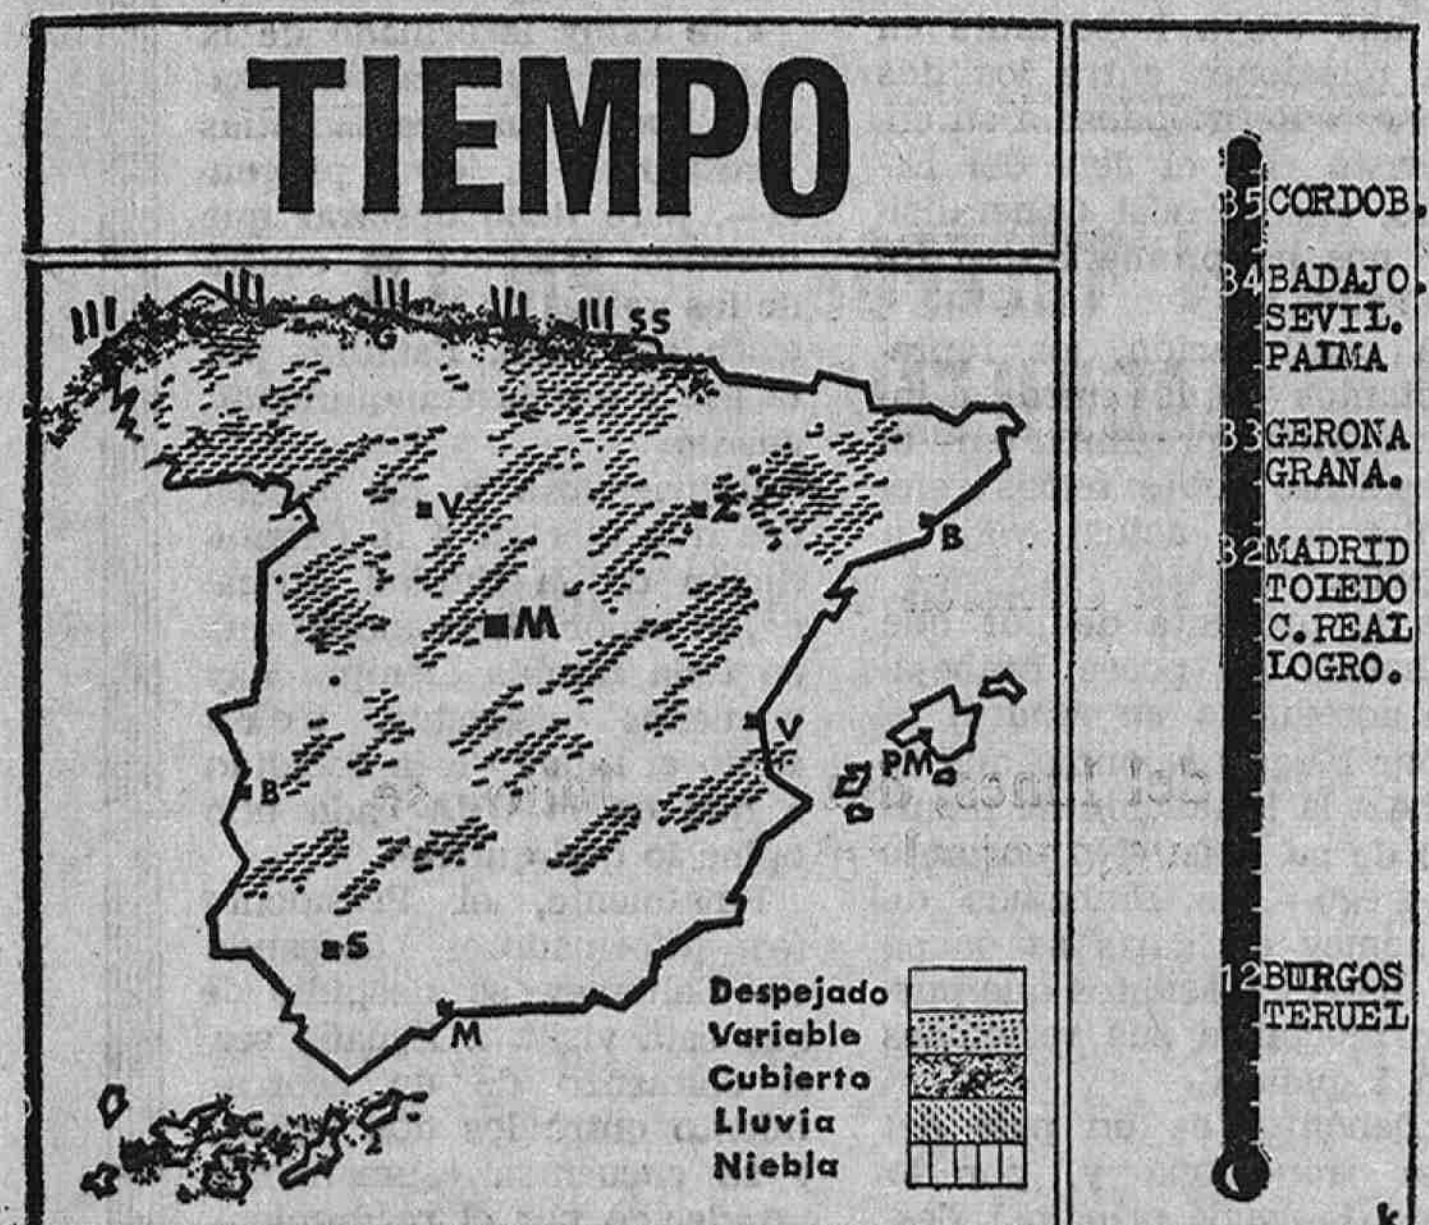 TIEMPO
SS
G
V
Z
B
M
V
PM
B
S
M
Despejado
Variable
Cubierto
Lluvia
Niebla
35 CORDOB.
34 BADAJO.
SEVIL.
PALMA
33 GERONA
GRANA.
32 MADRID
TOLEDO
C.REAL
LOGRO.
12 BURGOS
TERUEL